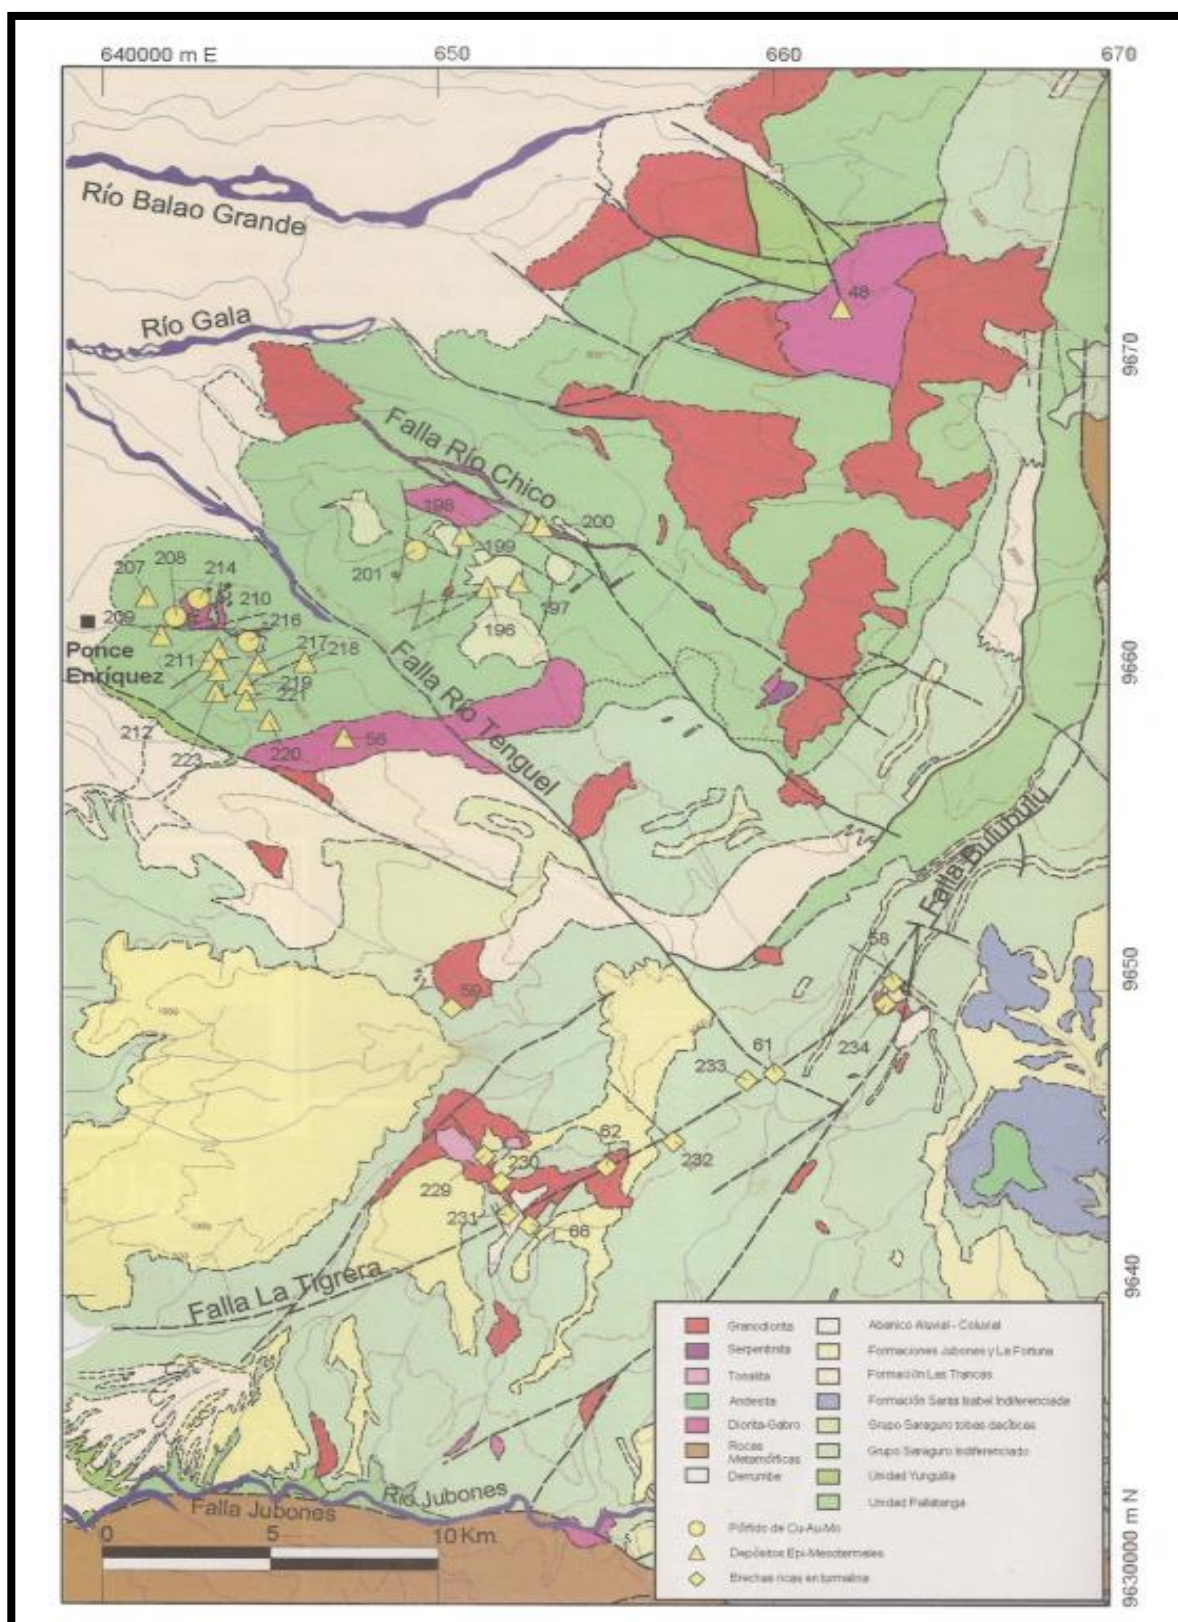 640000 m E
650
660
670
Río Balao Grande
Río Gala
48
9670
Falla Río Chico
198
200
199
201
197
196
207
208
214
209
210
216
Ponce
Enríquez
217
218
211
219
221
212
223
220
56
9660
Falla Río Tenguel
Falla Bulubulu
58
9650
59
61
233
234
62
232
230
229
231
66
9640
Falla La Tigrera
Río Jubones
Falla Jubones
0
5
10 Km.
9630000 m N
Granodiorita
Serpentinita
Tonalita
Andesita
Diorita-Gabro
Rocas
Metamórficas
Derrumbe
Abanico Aluvial - Coluvial
Formaciones Jabones y La Fortuna
Formación Las Trancas
Formación Santa Isabel Indiferenciada
Grupo Saraguro tobas dacíticas
Grupo Saraguro Indiferenciado
Unidad Yunguilla
Unidad Pallatanga
Pórfido de Cu-Au-Mo
Depósitos Epi-Mesotermales
Brechas ricas en turmalina